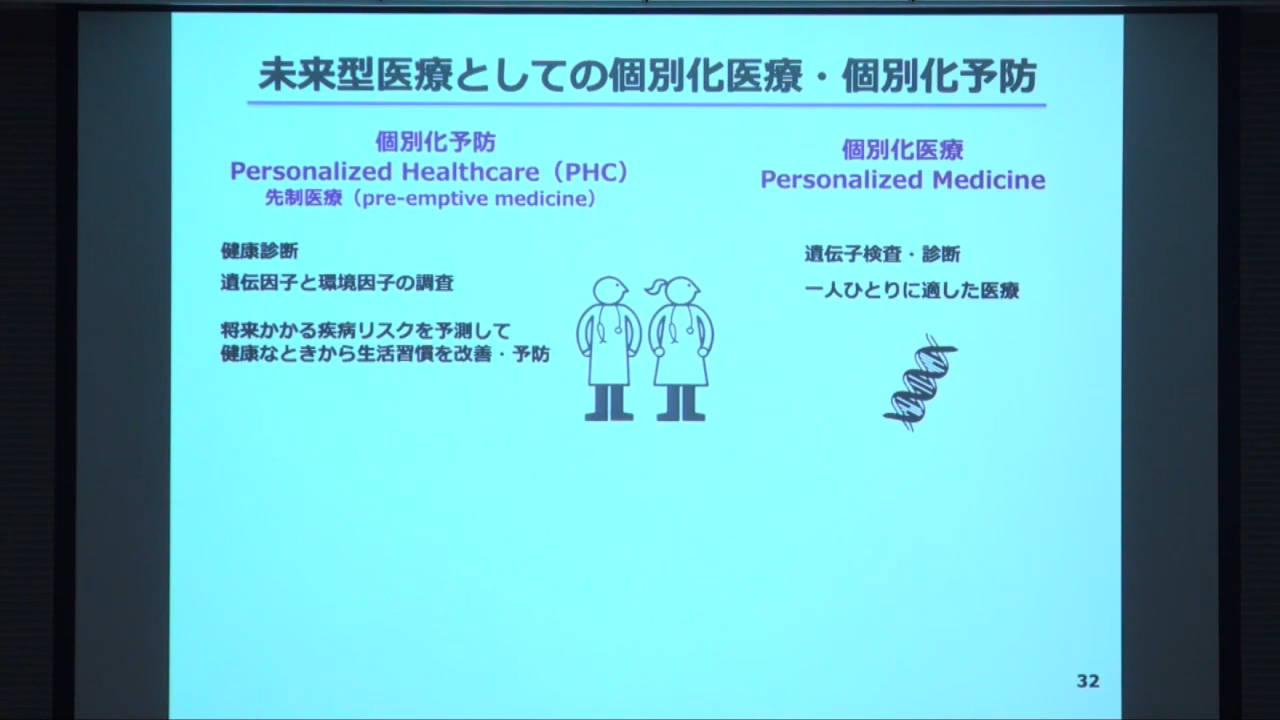 未来型医療としての個別化医療・個別化予防
個別化予防
Personalized Healthcare（PHC）
先制医療（pre-emptive medicine）
健康診断
遺伝因子と環境因子の調査
将来かかる疾病リスクを予測して
健康なときから生活習慣を改善・予防
個別化医療
Personalized Medicine
遺伝子検査・診断
一人ひとりに適した医療
32